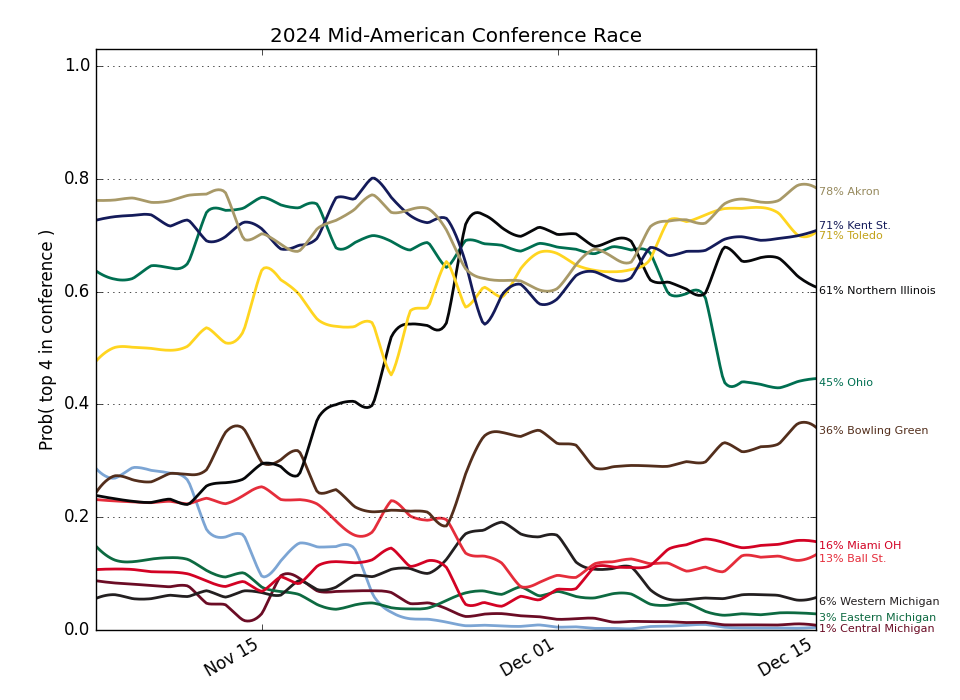 2024 Mid-American Conference Race
Prob( top 4 in conference )
1.0
0.8
0.6
0.4
0.2
0.0
Nov 15
Dec 01
Dec 15
78% Akron
71% Kent St.
71% Toledo
61% Northern Illinois
45% Ohio
36% Bowling Green
16% Miami OH
13% Ball St.
6% Western Michigan
3% Eastern Michigan
1% Central Michigan